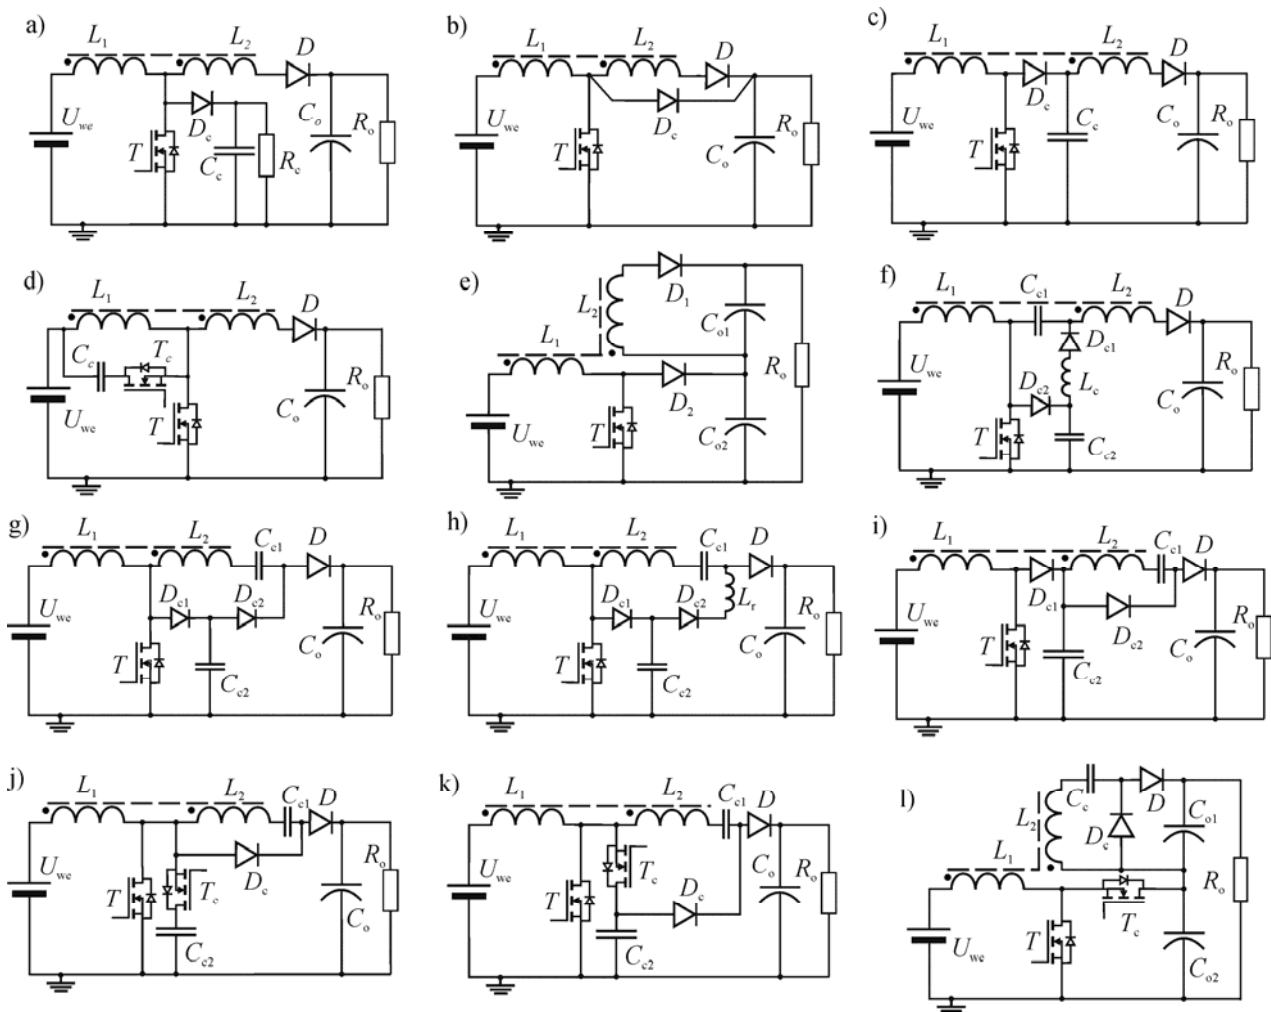 a)
L1 L2 D
Uwe T Dc Cc Rc Co Ro
b)
L1 L2 D
Uwe T Dc Co Ro
c)
L1 L2 D
Uwe T Dc Cc Co Ro
d)
L1 L2 D
Cc Tc Ro
Uwe T Co
e)
D1
L2 Co1
L1 Ro
D2
Uwe T Co2
f)
L1 Cc1 L2 D
Dc1
Uwe Dc2 Lc Co Ro
T Cc2
g)
L1 L2 Cc1 D
Uwe Dc1 Dc2 Ro
T Cc2 Co
h)
L1 L2 Cc1 D
Uwe Dc1 Dc2 Lr Ro
T Cc2 Co
i)
L1 L2 Cc1 D
Uwe Dc1 Dc2 Ro
T Cc2 Co
j)
L1 L2 Cc1 D
Uwe Dc Ro
T Tc Co
Cc2
k)
L1 L2 Cc1 D
Uwe Tc Co Ro
T Dc
Cc2
l)
Cc D
L2 Dc Co1
L1 Ro
Tc
Uwe T Co2